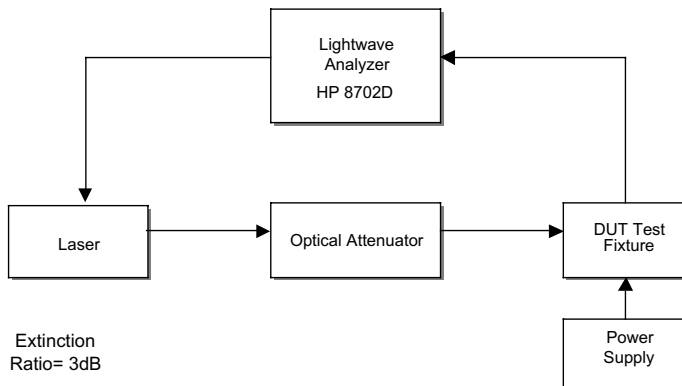 Lightwave
Analyzer
HP 8702D
Laser
Optical Attenuator
DUT Test
Fixture
Extinction
Ratio= 3dB
Power
Supply